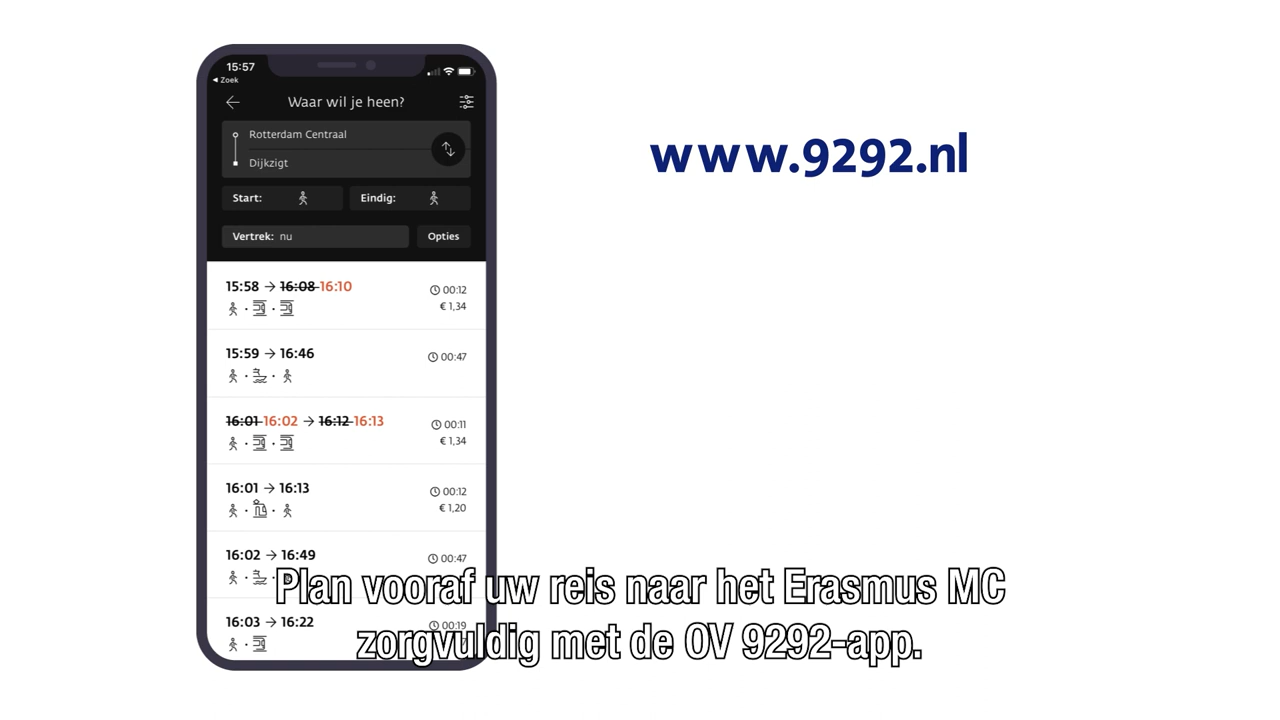 15:57
Zoek
Waar wil je heen?
Rotterdam Centraal
Dijkzigt
Start:
Eindig:
Vertrek: nu
Opties
15:58 → 16:08 16:10
00:12
€ 1,34
15:59 → 16:46
00:47
16:01 16:02 → 16:12 16:13
00:11
€ 1,34
16:01 → 16:13
00:12
€ 1,20
16:02 → 16:49
00:47
16:03 → 16:22
00:19
www.9292.nl
Plan vooraf uw reis naar het Erasmus MC
zorgvuldig met de OV 9292-app.